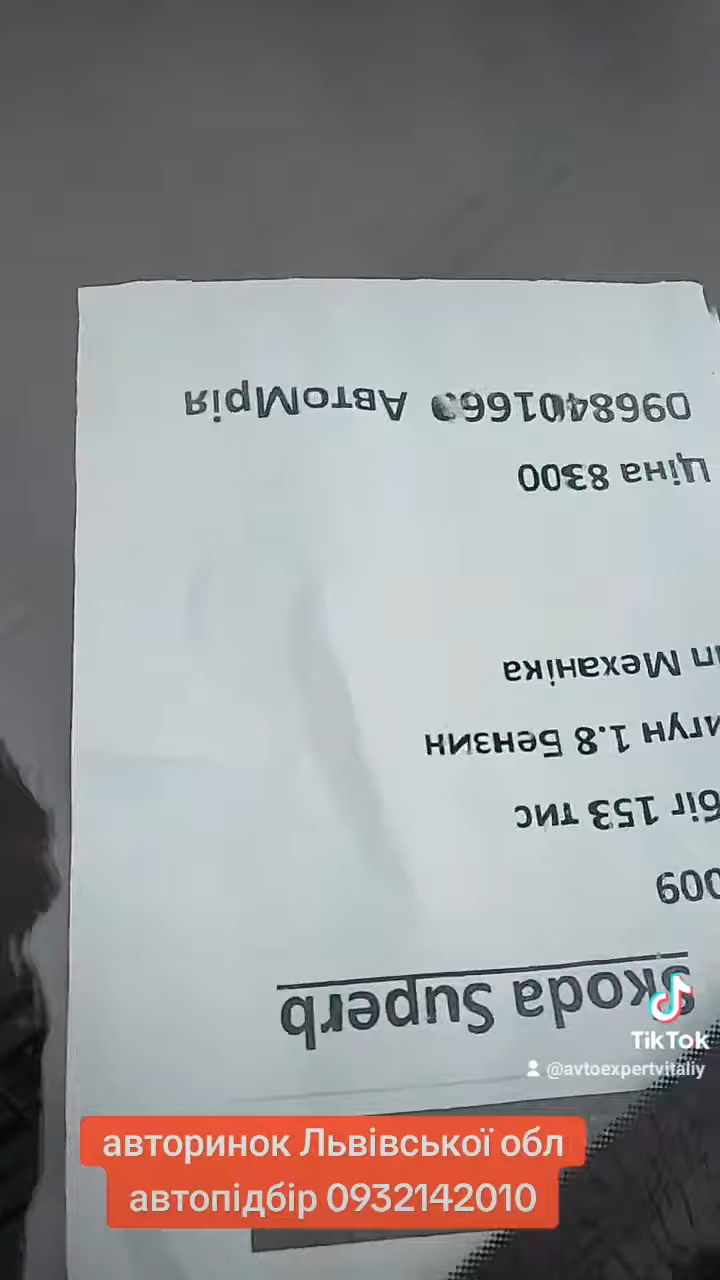 Skoda Superb
009
біг 153 тис
игун 1.8 Бензин
п Механіка
Ціна 8300
АвтоМрія
TikTok
@avtoexpertvitaliy
авторинок Львівської обл
автопідбір 0932142010